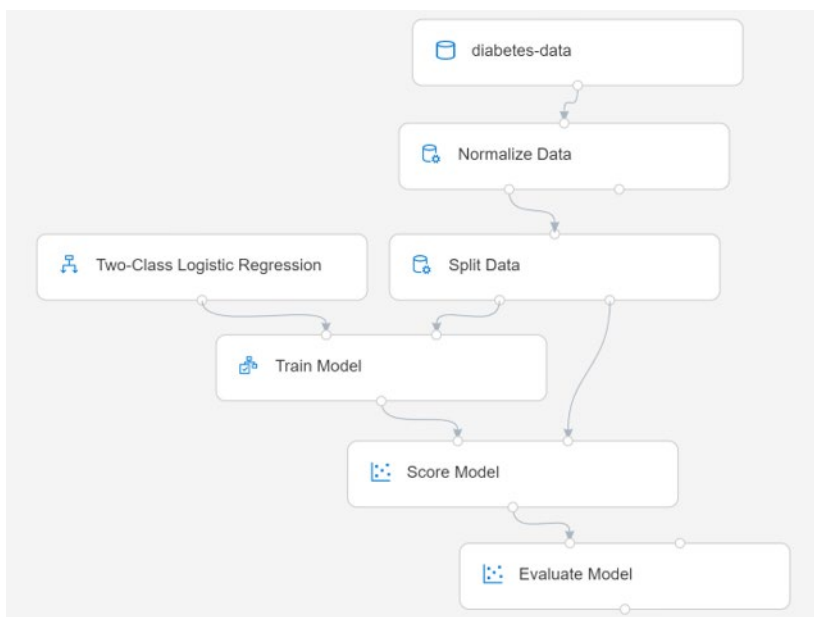 diabetes-data
Normalize Data
Two-Class Logistic Regression
Split Data
Train Model
Score Model
Evaluate Model